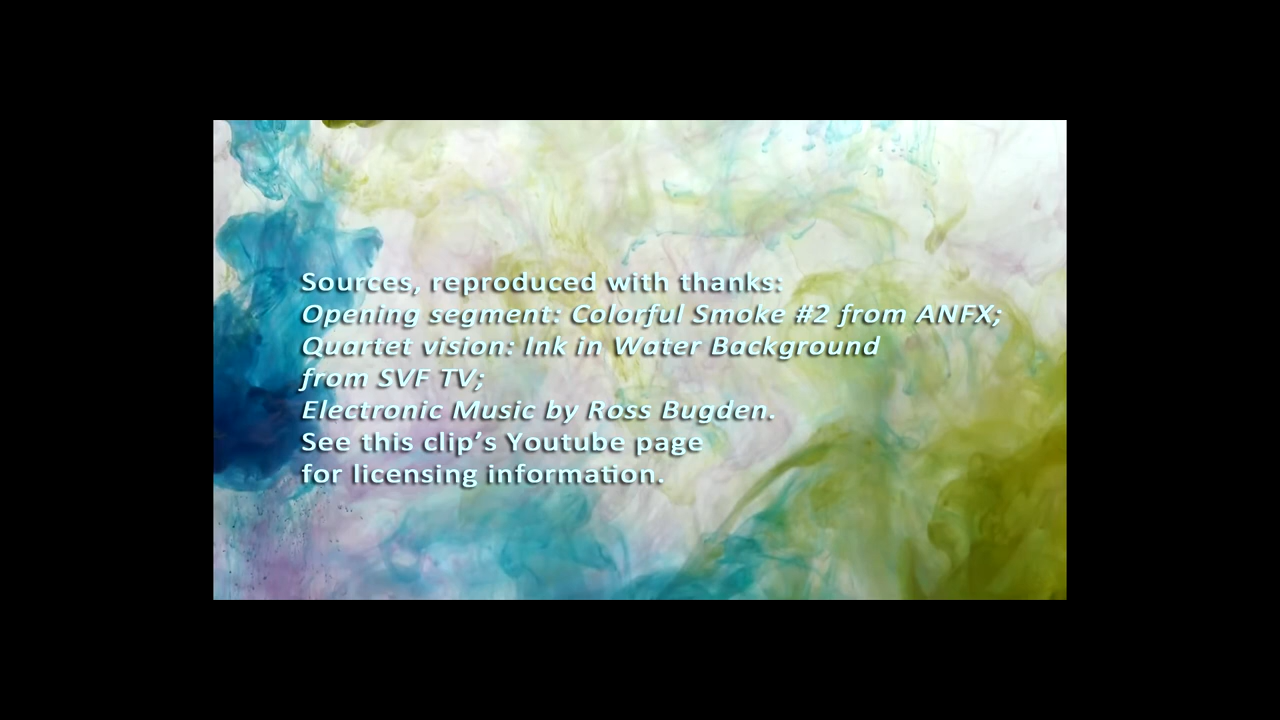 Sources, reproduced with thanks:
Opening segment: Colorful Smoke #2 from ANFX;
Quartet vision: Ink in Water Background
from SVF TV;
Electronic Music by Ross Bugden.
See this clip’s Youtube page
for licensing information.